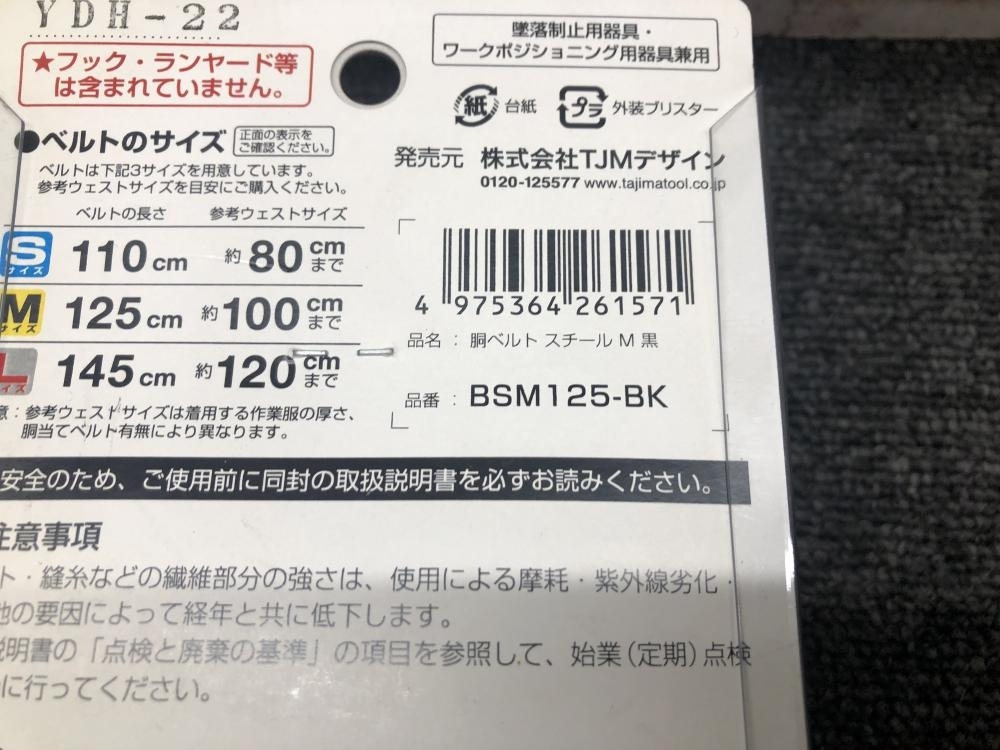 YDH-22
★フック・ランヤード等
は含まれていません。
墜落制止用器具・
ワークポジショニング用器具兼用
紙 台紙 プラ 外装ブリスター
●ベルトのサイズ 正面の表示を
ご確認ください。
ベルトは下記3サイズを用意しています。
参考ウェストサイズを目安にご購入ください。
発売元 株式会社TJMデザイン
0120-125577 www.tajimatool.co.jp
ベルトの長さ 参考ウェストサイズ
S サイズ 110cm 約80cmまで
M サイズ 125cm 約100cmまで
L イズ 145cm 約120cmまで
4 975364 261571
品名 : 胴ベルト スチール M 黒
品番 : BSM125-BK
意：参考ウェストサイズは着用する作業服の厚さ、
胴当てベルト有無により異なります。
安全のため、ご使用前に同封の取扱説明書を必ずお読みください。
注意事項
ト・縫糸などの繊維部分の強さは、使用による摩耗・紫外線劣化・
他の要因によって経年と共に低下します。
説明書の「点検と廃棄の基準」の項目を参照して、始業(定期)点検
に行ってください。